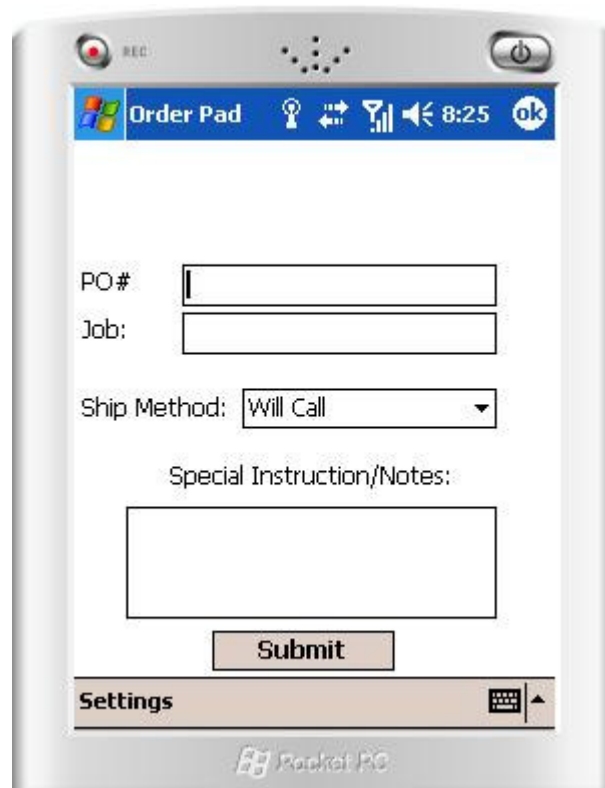 REC
Order Pad 8:25 ok
PO#
Job:
Ship Method: Will Call
Special Instruction/Notes:
Submit
Settings
Pocket PC